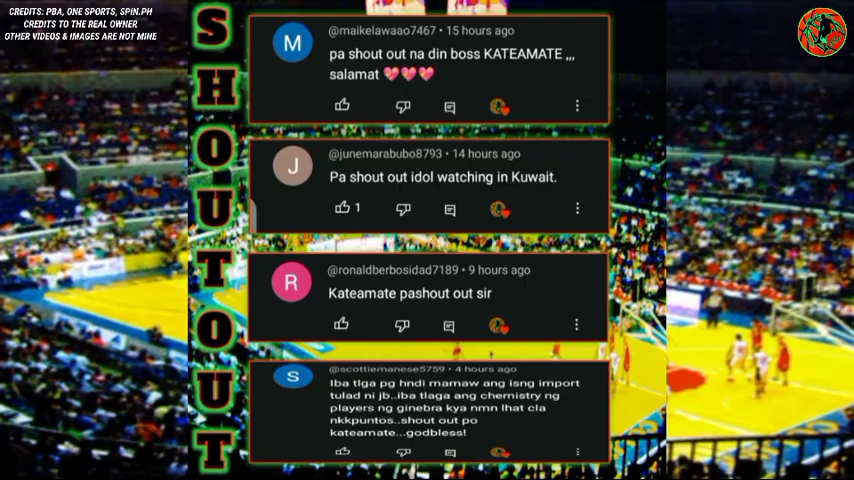 CREDITS: PBA, ONE SPORTS, SPIN.PH
CREDITS TO THE REAL OWNER
OTHER VIDEOS & IMAGES ARE NOT MINE
SHOUTOUT
M
@maikelawaao7467 • 15 hours ago
pa shout out na din boss KATEAMATE ,,,
salamat 💖💖💖
J
@junemarabubo8793 • 14 hours ago
Pa shout out idol watching in Kuwait.
1
R
@ronaldberbosidad7189 • 9 hours ago
Kateamate pashout out sir
S
@scottiemanese5759 • 4 hours ago
Iba tlga pg hndi mamaw ang isng import
tulad ni jb..iba tlaga ang chemistry ng
players ng ginebra kya nmn lhat cla
nkkpuntos..shout out po
kateamate...godbless!